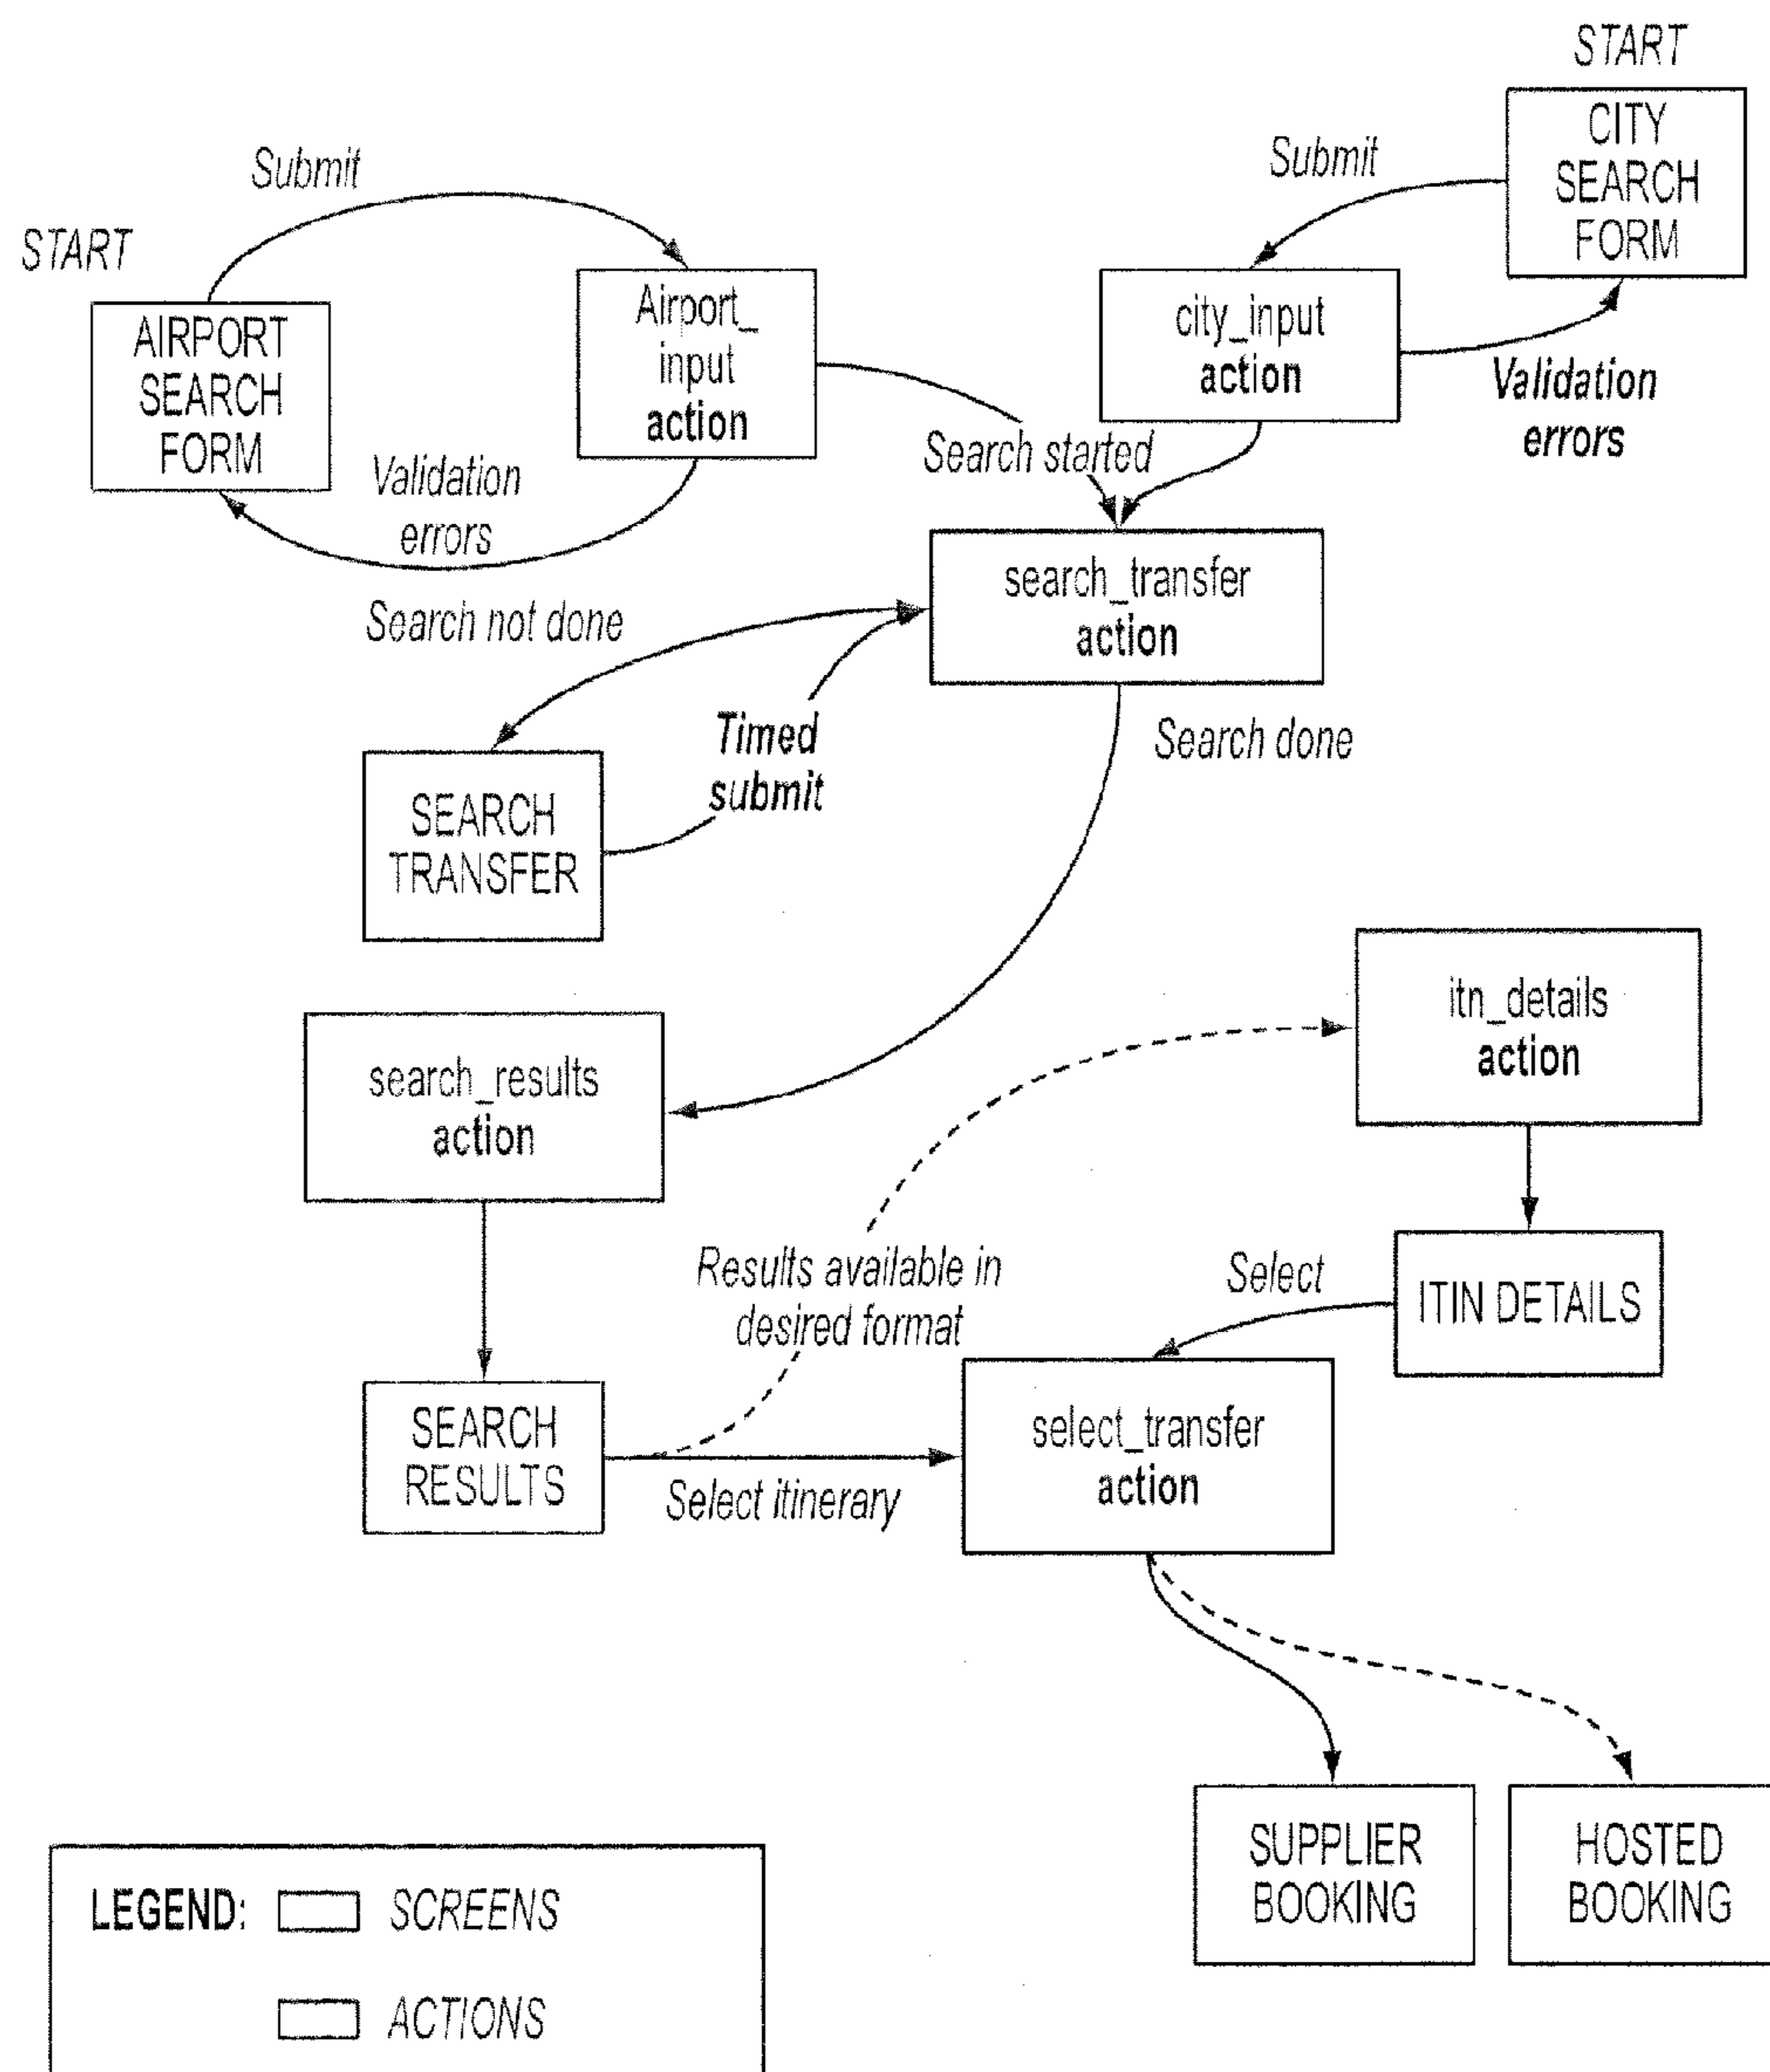 START
CITY
SEARCH
FORM
Submit
Submit
START
AIRPORT
SEARCH
FORM
Airport_
input
action
city_input
action
Validation
errors
Validation
errors
Search started
search_transfer
action
Search not done
Timed
submit
Search done
SEARCH
TRANSFER
itn_details
action
search_results
action
Results available in
desired format
Select
ITIN DETAILS
SEARCH
RESULTS
Select itinerary
select_transfer
action
SUPPLIER
BOOKING
HOSTED
BOOKING
LEGEND: SCREENS
ACTIONS